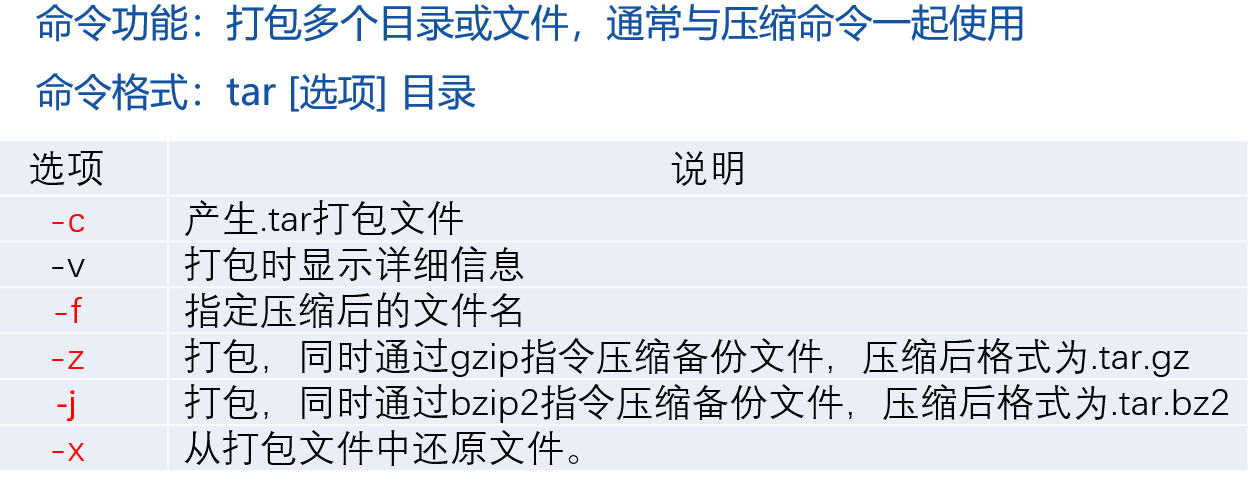 命令功能：打包多个目录或文件，通常与压缩命令一起使用
命令格式：tar [选项] 目录
选项 说明
-c 产生.tar打包文件
-v 打包时显示详细信息
-f 指定压缩后的文件名
-z 打包，同时通过gzip指令压缩备份文件，压缩后格式为.tar.gz
-j 打包，同时通过bzip2指令压缩备份文件，压缩后格式为.tar.bz2
-x 从打包文件中还原文件。